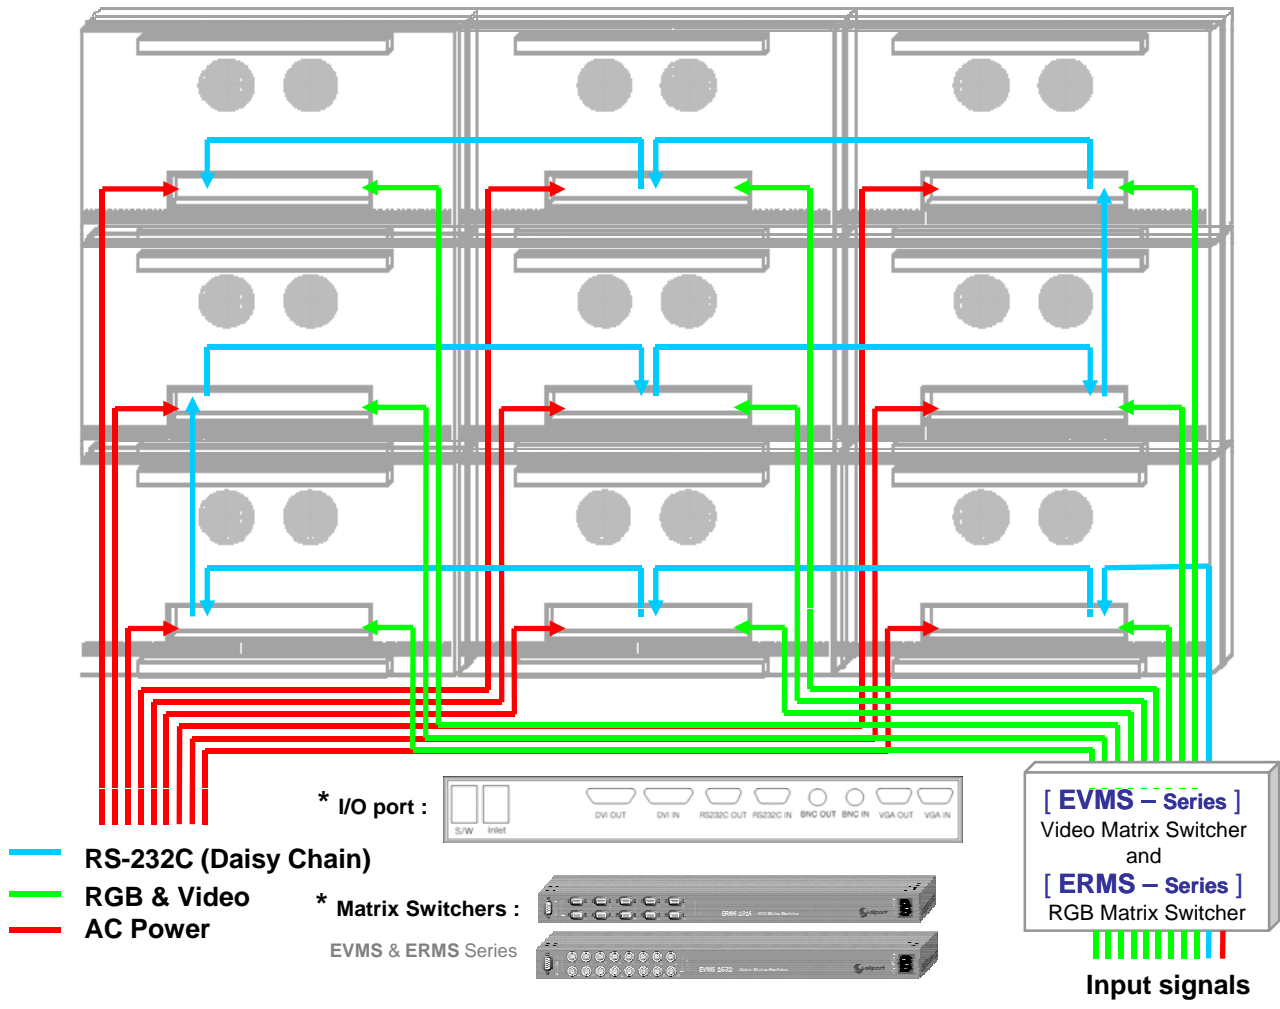 * I/O port :
S/W Inlet DVI OUT DVI IN RS232C OUT RS232C IN BNC OUT BNC IN VGA OUT VGA IN
[ EVMS – Series ]
Video Matrix Switcher
and
[ ERMS – Series ]
RGB Matrix Switcher
Input signals
RS-232C (Daisy Chain)
RGB & Video
AC Power
* Matrix Switchers :
EVMS & ERMS Series